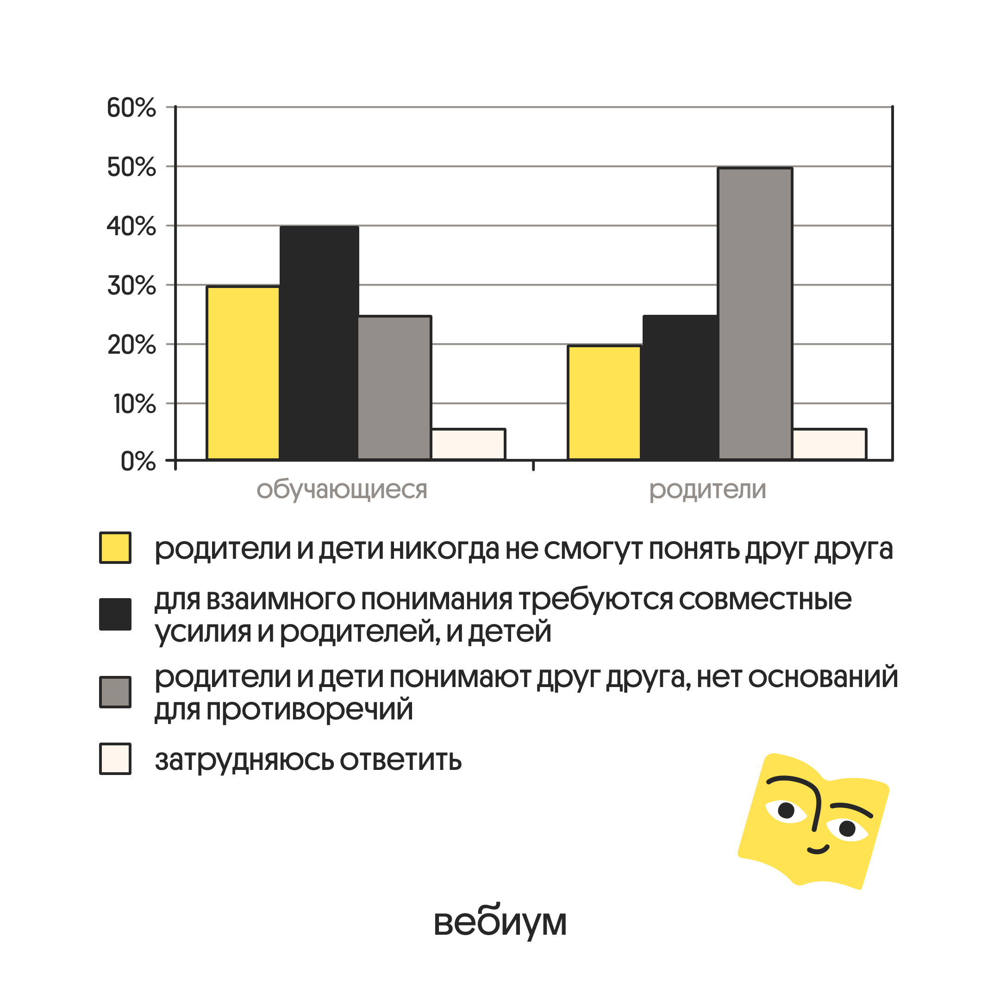 60%
50%
40%
30%
20%
10%
0%
обучающиеся
родители
родители и дети никогда не смогут понять друг друга
для взаимного понимания требуются совместные
усилия и родителей, и детей
родители и дети понимают друг друга, нет оснований
для противоречий
затрудняюсь ответить
вебиум